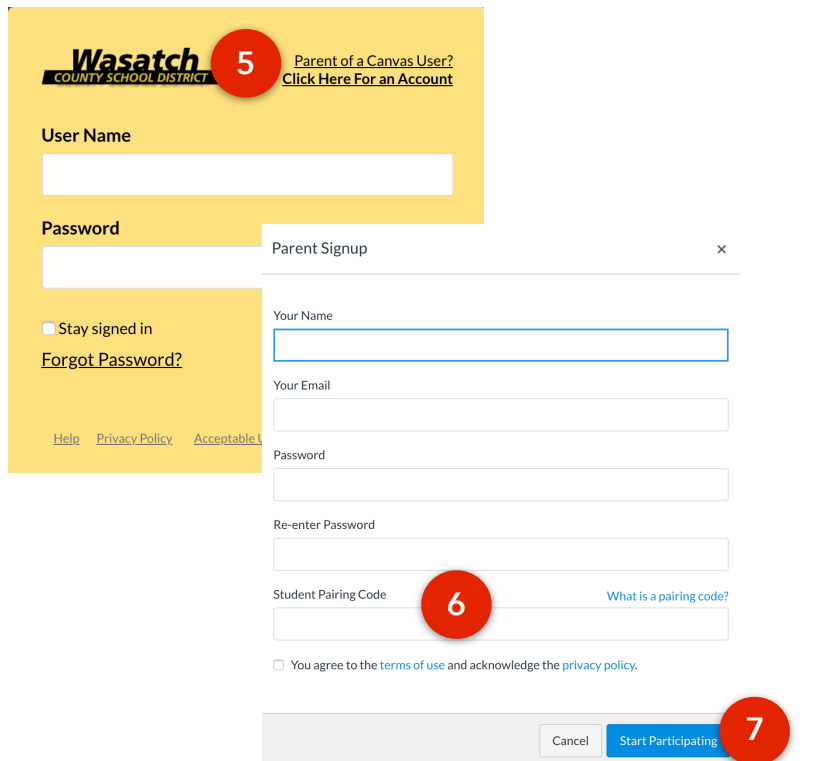 Wasatch
COUNTY SCHOOL DISTRICT
5
Parent of a Canvas User?
Click Here For an Account
User Name
Password
Stay signed in
Forgot Password?
Help Privacy Policy Acceptable
Parent Signup ×
Your Name
Your Email
Password
Re-enter Password
Student Pairing Code 6 What is a pairing code?
You agree to the terms of use and acknowledge the privacy policy.
Cancel Start Participating 7